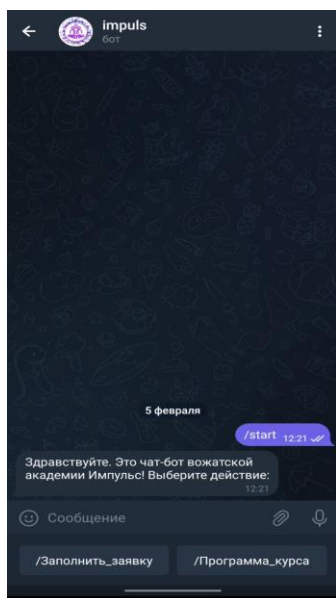 impuls
бот
5 февраля
/start 12:21
Здравствуйте. Это чат-бот вожатской
академии Импульс! Выберите действие:
12:21
Сообщение
/Заполнить_заявку /Программа_курса